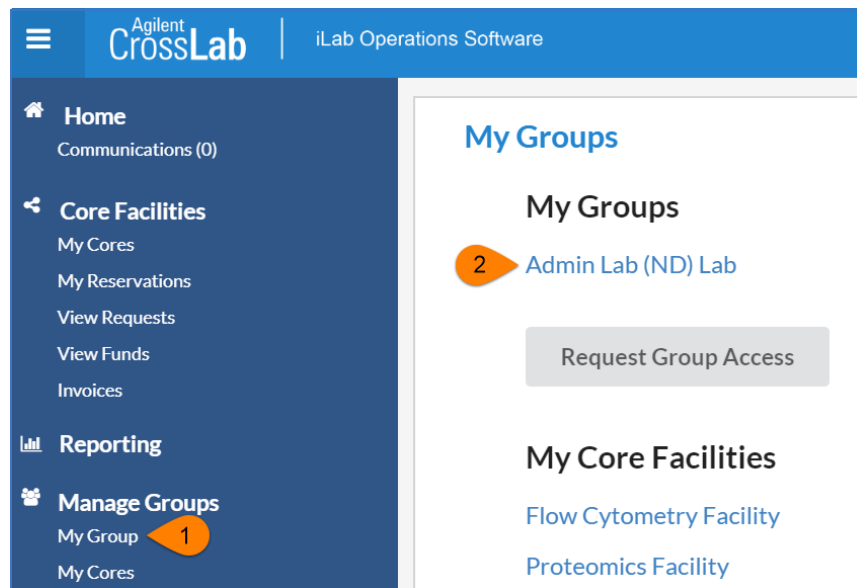 Agilent
CrossLab
iLab Operations Software
Home
Communications (0)
Core Facilities
My Cores
My Reservations
View Requests
View Funds
Invoices
Reporting
Manage Groups
My Group
1
My Cores
My Groups
My Groups
2
Admin Lab (ND) Lab
Request Group Access
My Core Facilities
Flow Cytometry Facility
Proteomics Facility